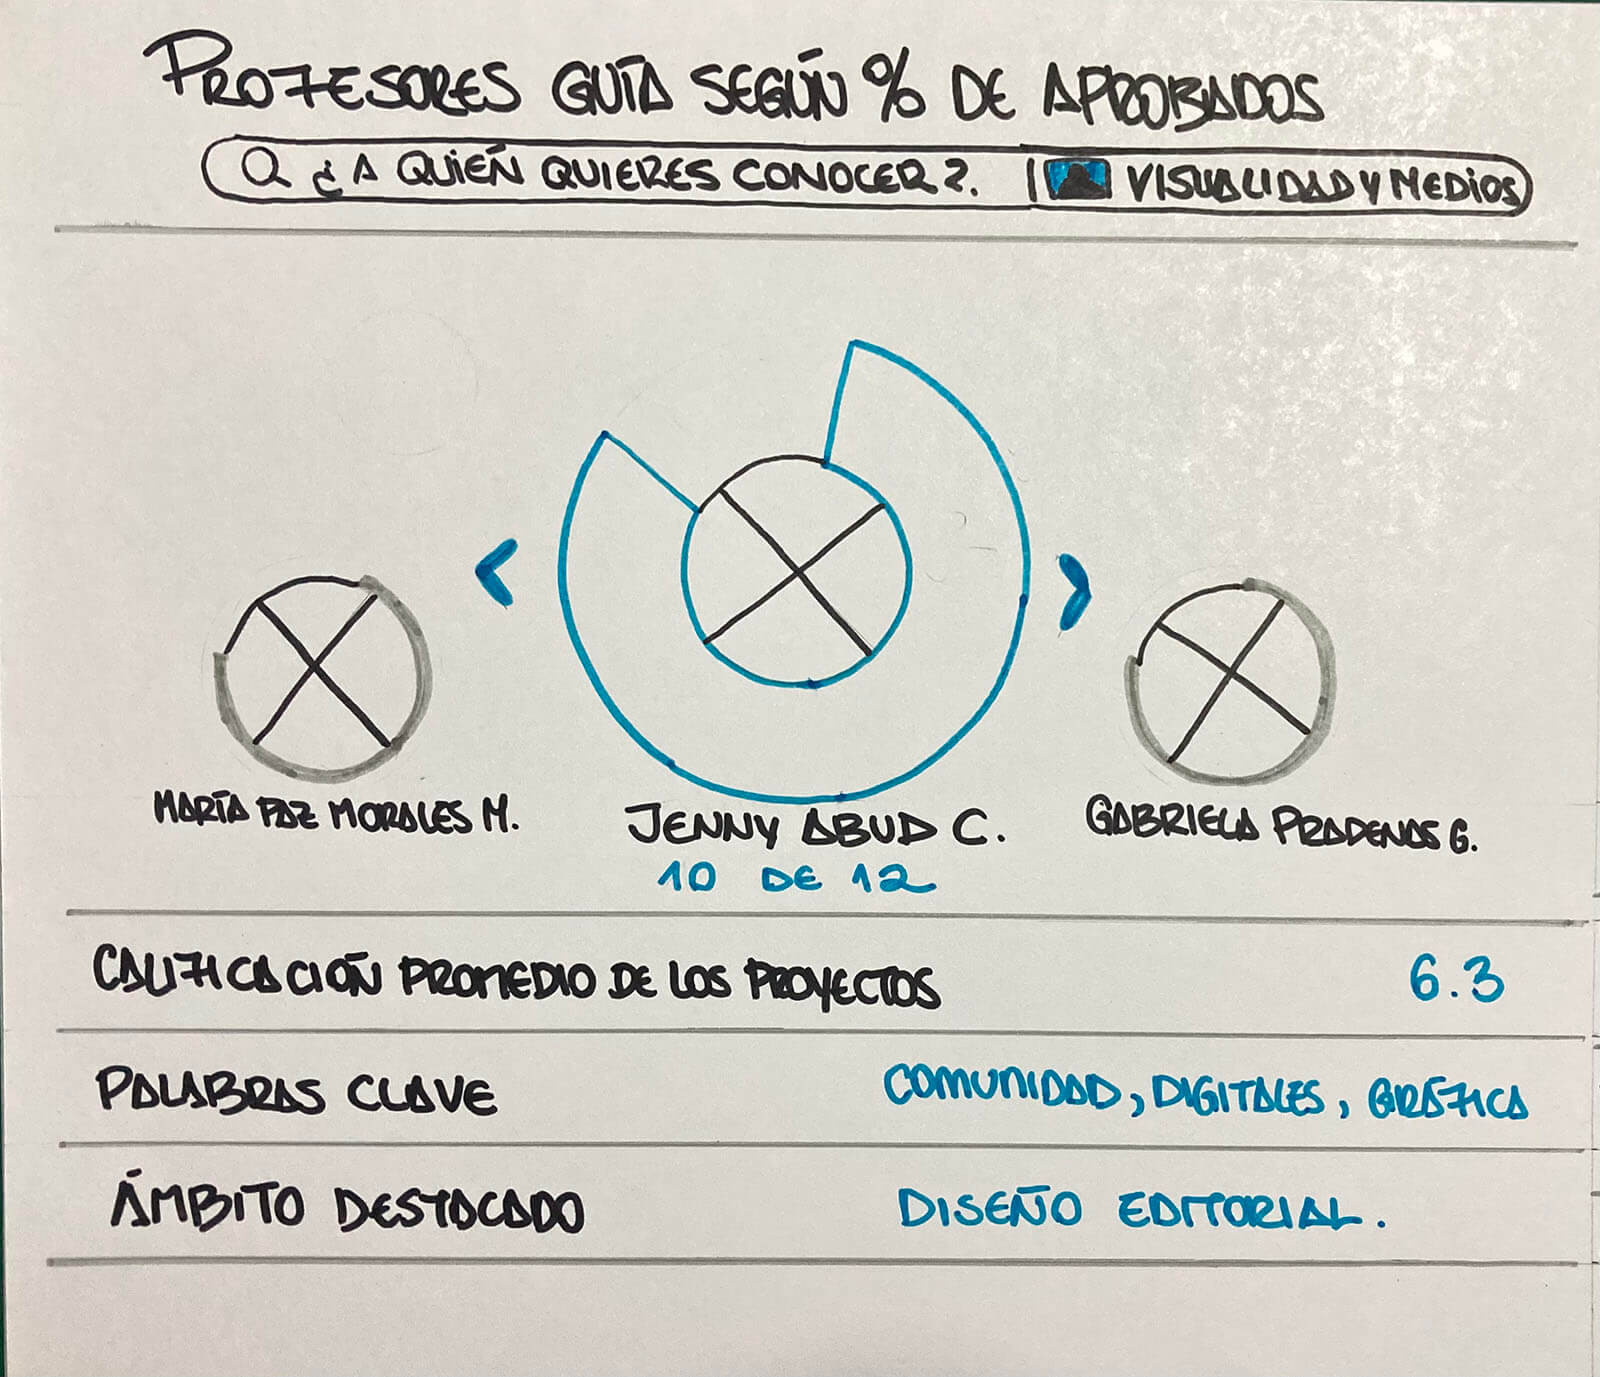 PROFESORES GUÍA SEGÚN % DE APROBADOS
¿A QUIÉN QUIERES CONOCER?. | VISUALIDAD Y MEDIOS
MARÍA PAZ MORALES M.
JENNY ABUD C.
10 DE 12
GABRIELA PRADENAS G.
CALIFICACIÓN PROMEDIO DE LOS PROYECTOS 6.3
PALABRAS CLAVE COMUNIDAD, DIGITALES, GRÁFICA
ÁMBITO DESTACADO DISEÑO EDITORIAL.